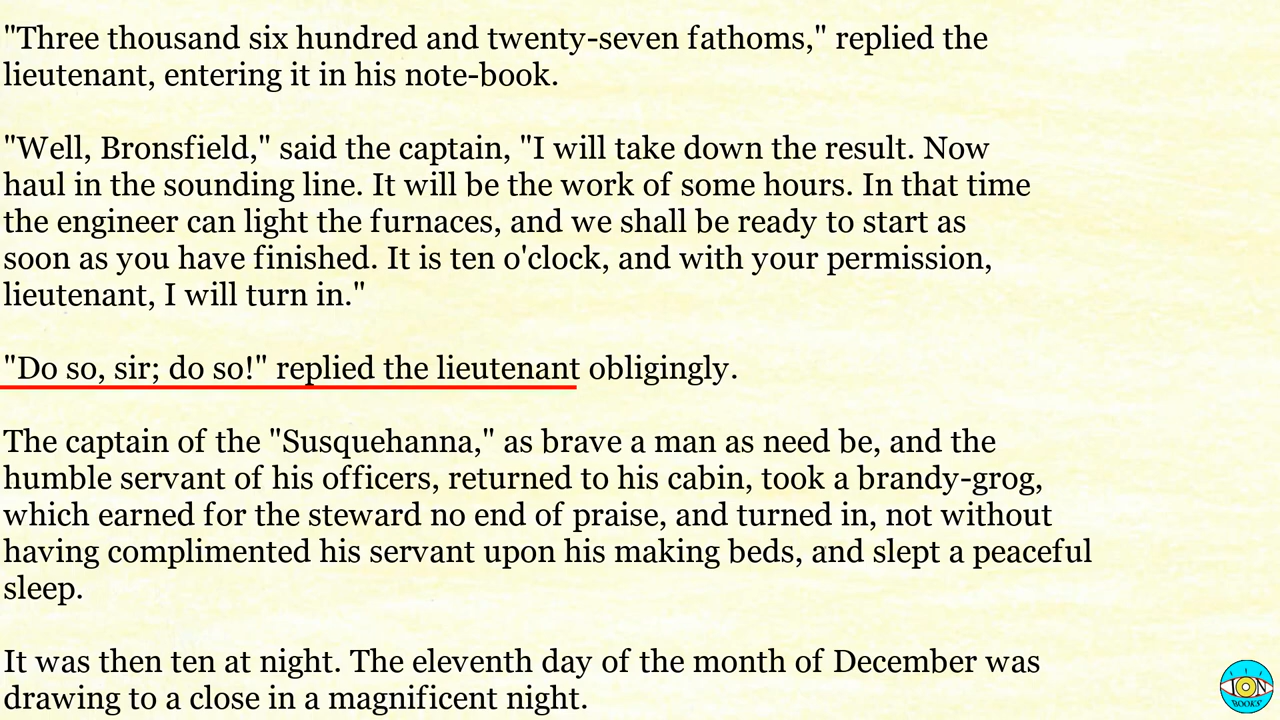 "Three thousand six hundred and twenty-seven fathoms," replied the
lieutenant, entering it in his note-book.
"Well, Bronsfield," said the captain, "I will take down the result. Now
haul in the sounding line. It will be the work of some hours. In that time
the engineer can light the furnaces, and we shall be ready to start as
soon as you have finished. It is ten o'clock, and with your permission,
lieutenant, I will turn in."
"Do so, sir; do so!" replied the lieutenant obligingly.
The captain of the "Susquehanna," as brave a man as need be, and the
humble servant of his officers, returned to his cabin, took a brandy-grog,
which earned for the steward no end of praise, and turned in, not without
having complimented his servant upon his making beds, and slept a peaceful
sleep.
It was then ten at night. The eleventh day of the month of December was
drawing to a close in a magnificent night.
ION
BOOKS